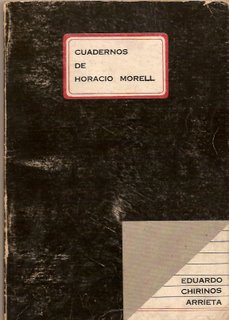 CUADERNOS
DE
HORACIO MORELL
EDUARDO
CHIRINOS
ARRIETA